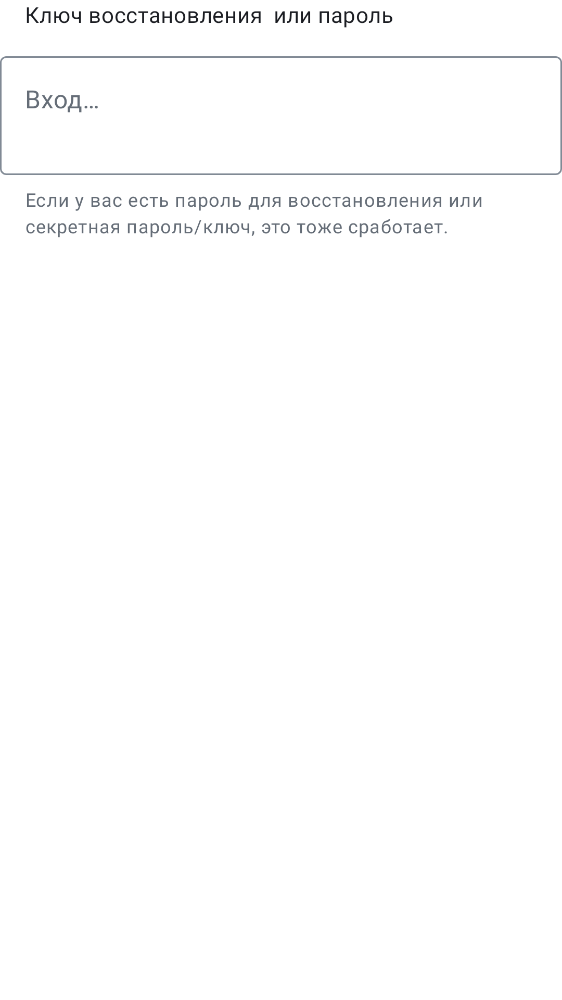 Ключ восстановления  или пароль
Вход…
Если у вас есть пароль для восстановления или
секретная пароль/ключ, это тоже сработает.